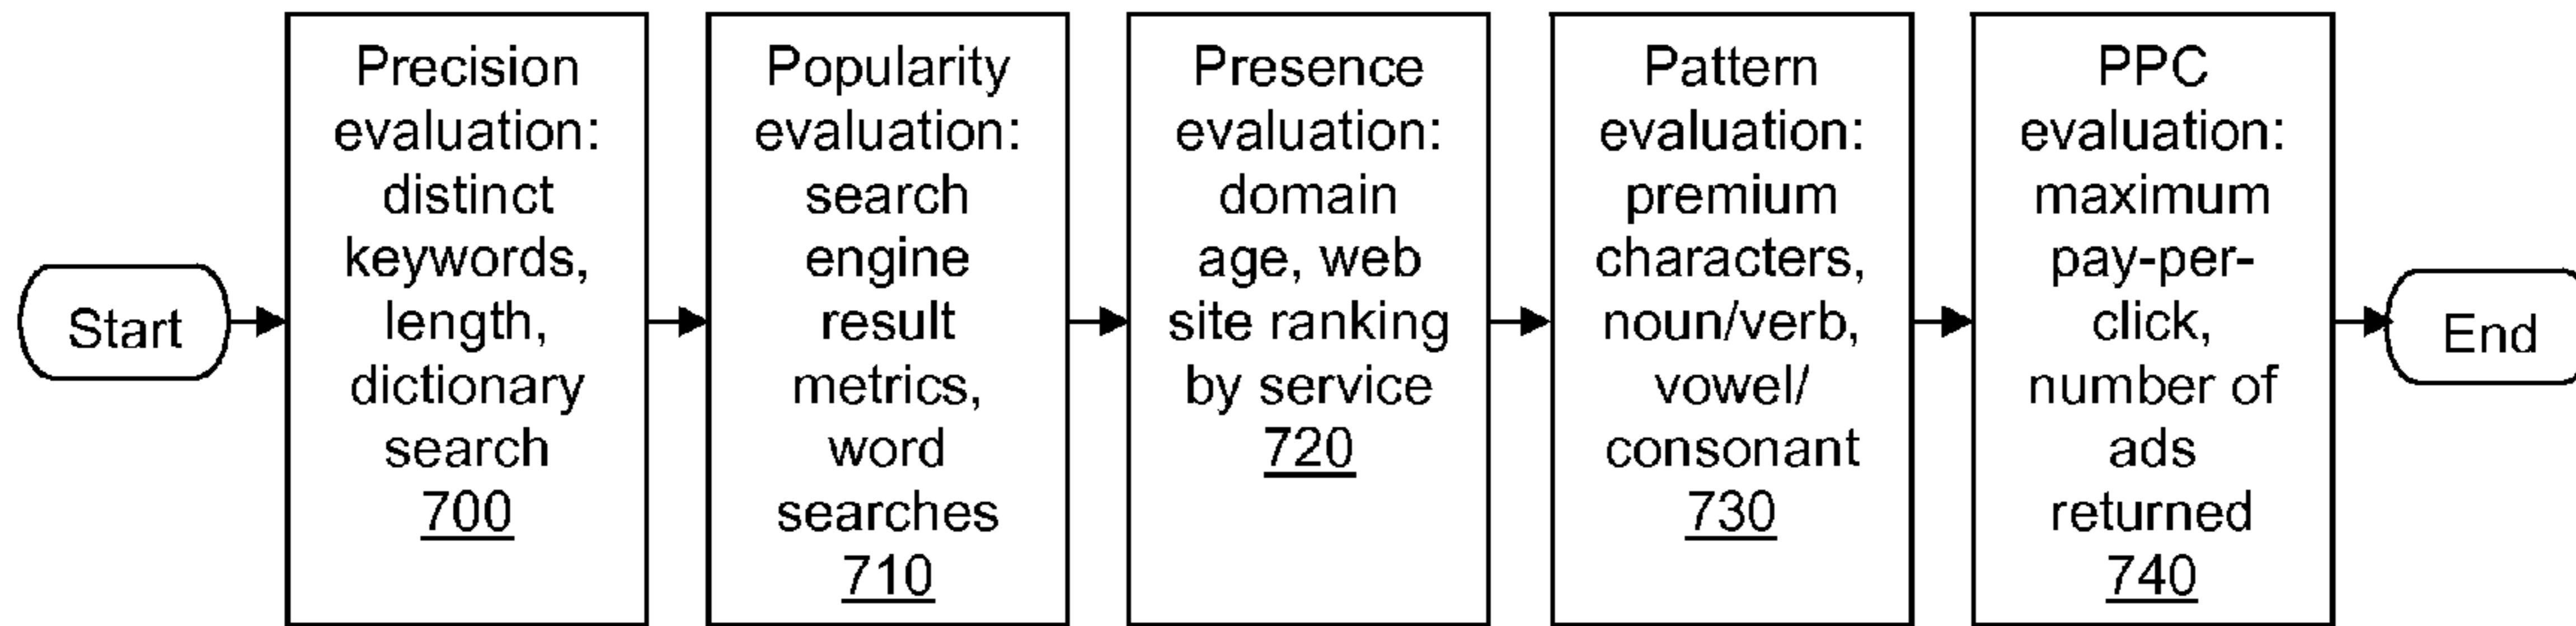 Start
Precision
evaluation:
distinct
keywords,
length,
dictionary
search
700
Popularity
evaluation:
search
engine
result
metrics,
word
searches
710
Presence
evaluation:
domain
age, web
site ranking
by service
720
Pattern
evaluation:
premium
characters,
noun/verb,
vowel/
consonant
730
PPC
evaluation:
maximum
pay-per-
click,
number of
ads
returned
740
End